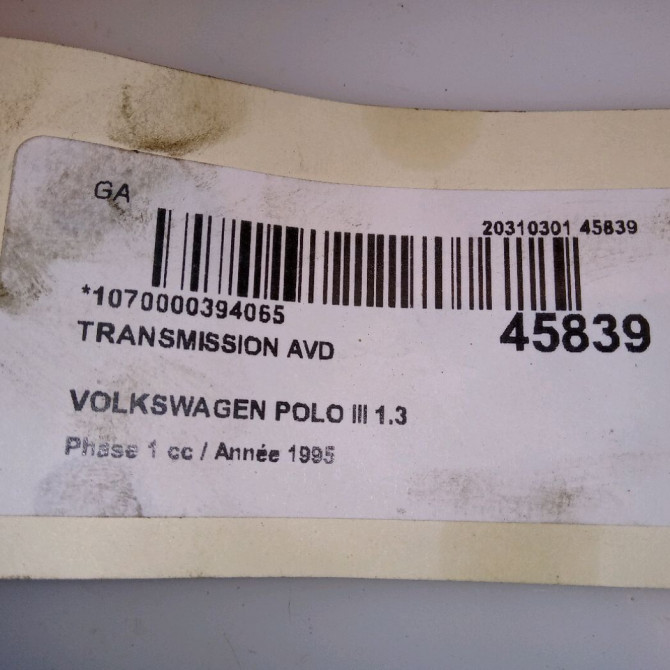 GA
20310301 45839
*1070000394065
45839
TRANSMISSION AVD
VOLKSWAGEN POLO III 1.3
Phase 1 cc / Année 1995